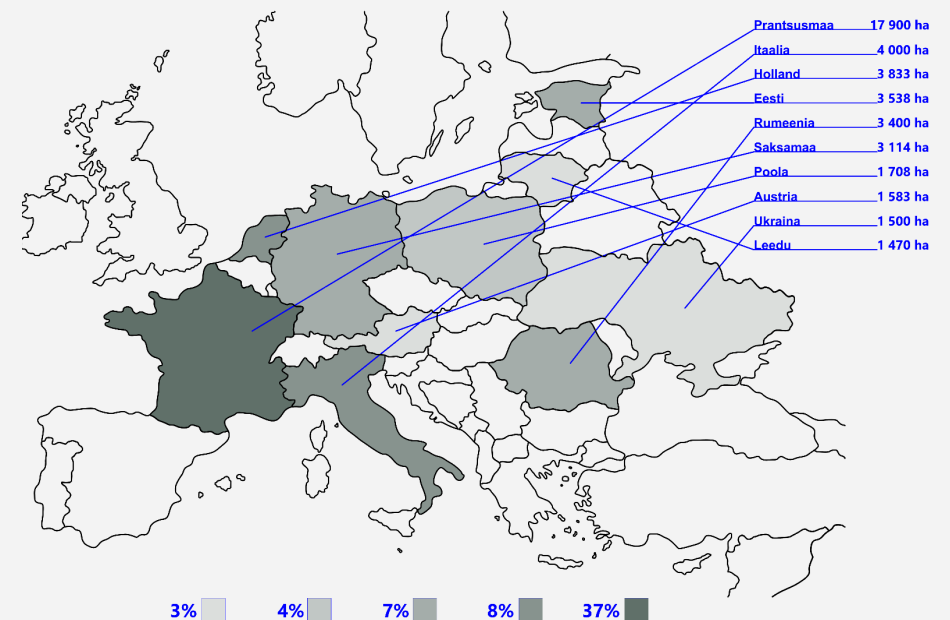 Prantsusmaa 17 900 ha
Itaalia 4 000 ha
Holland 3 833 ha
Eesti 3 538 ha
Rumeenia 3 400 ha
Saksamaa 3 114 ha
Poola 1 708 ha
Austria 1 583 ha
Ukraina 1 500 ha
Leedu 1 470 ha
3% 4% 7% 8% 37%